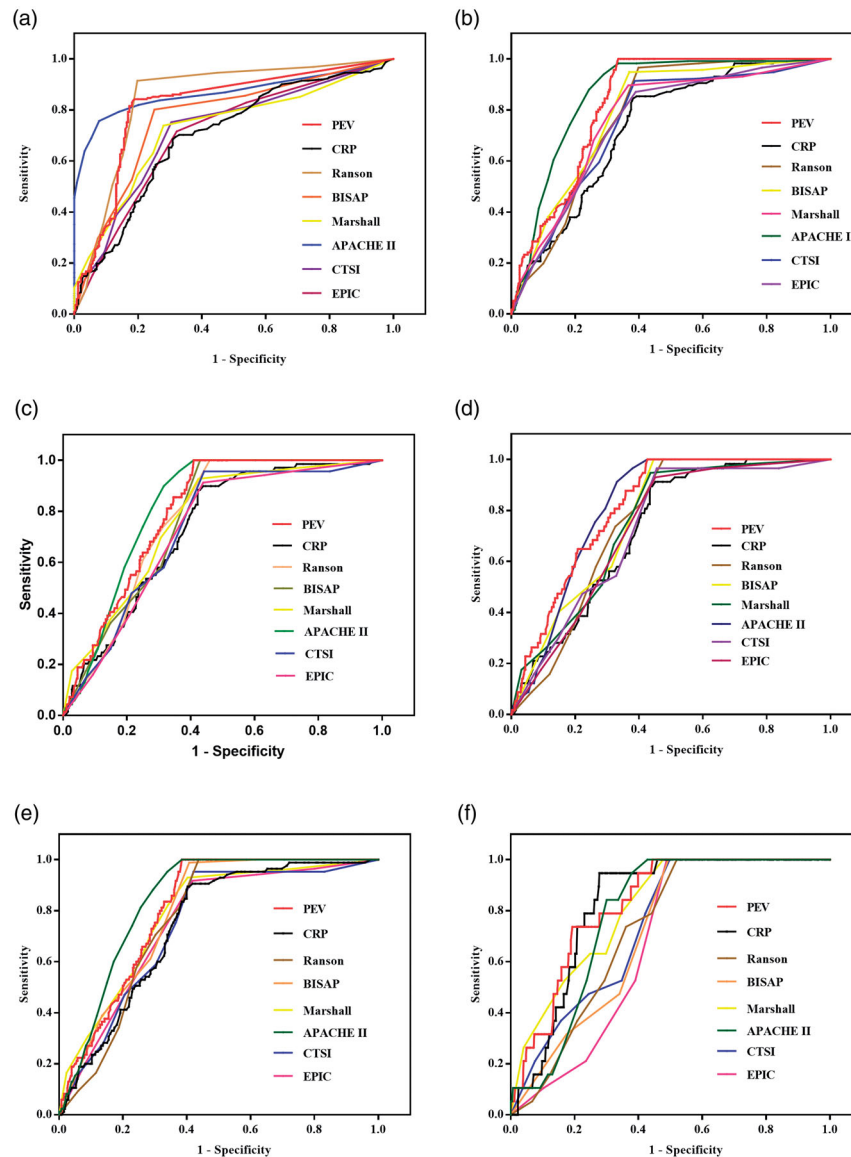 (a)
1.0
0.8
0.6
0.4
0.2
0.0
Sensitivity
0.0 0.2 0.4 0.6 0.8 1.0
1 - Specificity
PEV
CRP
Ranson
BISAP
Marshall
APACHE II
CTSI
EPIC
(b)
1.0
0.8
0.6
0.4
0.2
0.0
Sensitivity
0.0 0.2 0.4 0.6 0.8 1.0
1 - Specificity
PEV
CRP
Ranson
BISAP
Marshall
APACHE I
CTSI
EPIC
(c)
1.0
0.8
0.6
0.4
0.2
0.0
Sensitivity
0.0 0.2 0.4 0.6 0.8 1.0
1 - Specificity
PEV
CRP
Ranson
BISAP
Marshall
APACHE II
CTSI
EPIC
(d)
1.0
0.8
0.6
0.4
0.2
0.0
Sensitivity
0.0 0.2 0.4 0.6 0.8 1.0
1 - Specificity
PEV
CRP
Ranson
BISAP
Marshall
APACHE II
CTSI
EPIC
(e)
1.0
0.8
0.6
0.4
0.2
0.0
Sensitivity
0.0 0.2 0.4 0.6 0.8 1.0
1 - Specificity
PEV
CRP
Ranson
BISAP
Marshall
APACHE II
CTSI
EPIC
(f)
1.0
0.8
0.6
0.4
0.2
0.0
Sensitivity
0.0 0.2 0.4 0.6 0.8 1.0
1 - Specificity
PEV
CRP
Ranson
BISAP
Marshall
APACHE II
CTSI
EPIC